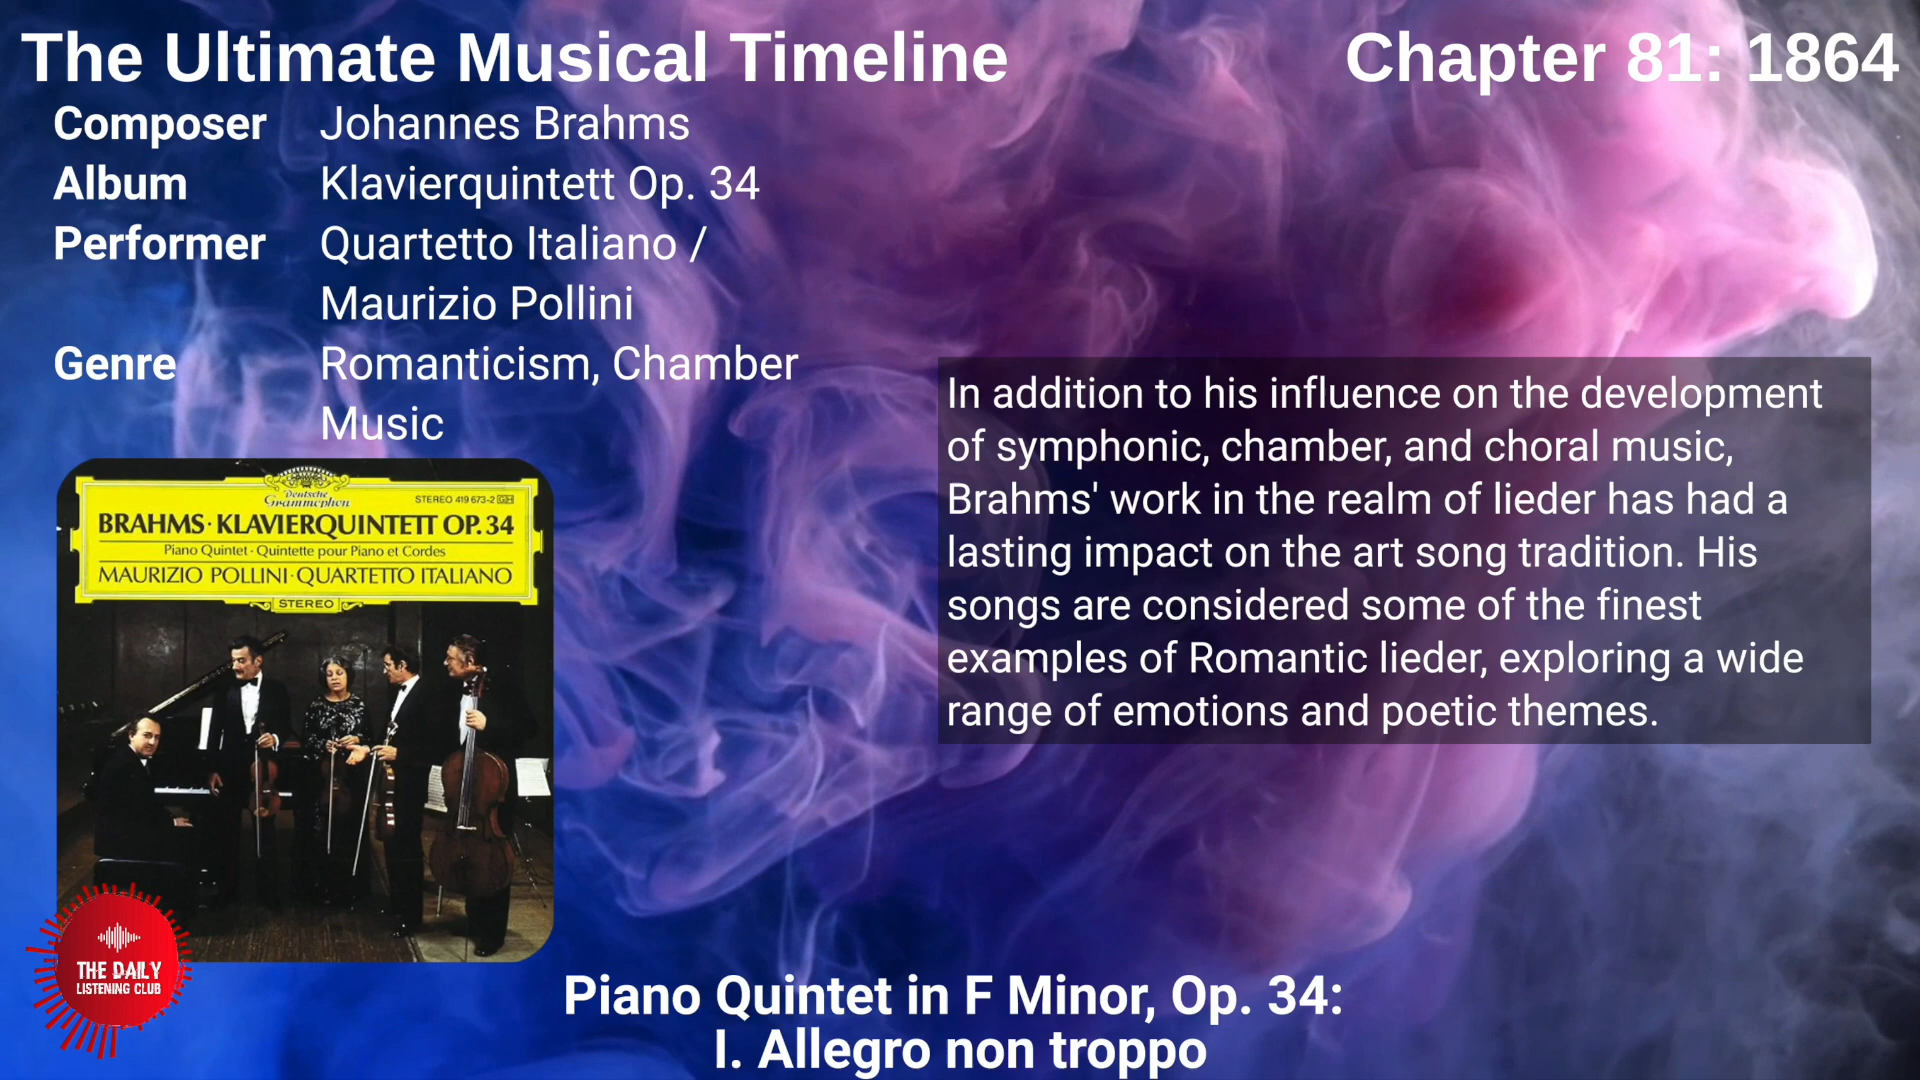 The Ultimate Musical Timeline
Chapter 81: 1864
Composer Johannes Brahms
Album Klavierquintett Op. 34
Performer Quartetto Italiano /
Maurizio Pollini
Genre Romanticism, Chamber
Music
Deutsche
Grammophon
STEREO 419 673-2 GH
BRAHMS · KLAVIERQUINTETT OP. 34
Piano Quintet · Quintette pour Piano et Cordes
MAURIZIO POLLINI · QUARTETTO ITALIANO
STEREO
In addition to his influence on the development
of symphonic, chamber, and choral music,
Brahms' work in the realm of lieder has had a
lasting impact on the art song tradition. His
songs are considered some of the finest
examples of Romantic lieder, exploring a wide
range of emotions and poetic themes.
THE DAILY
LISTENING CLUB
Piano Quintet in F Minor, Op. 34:
I. Allegro non troppo